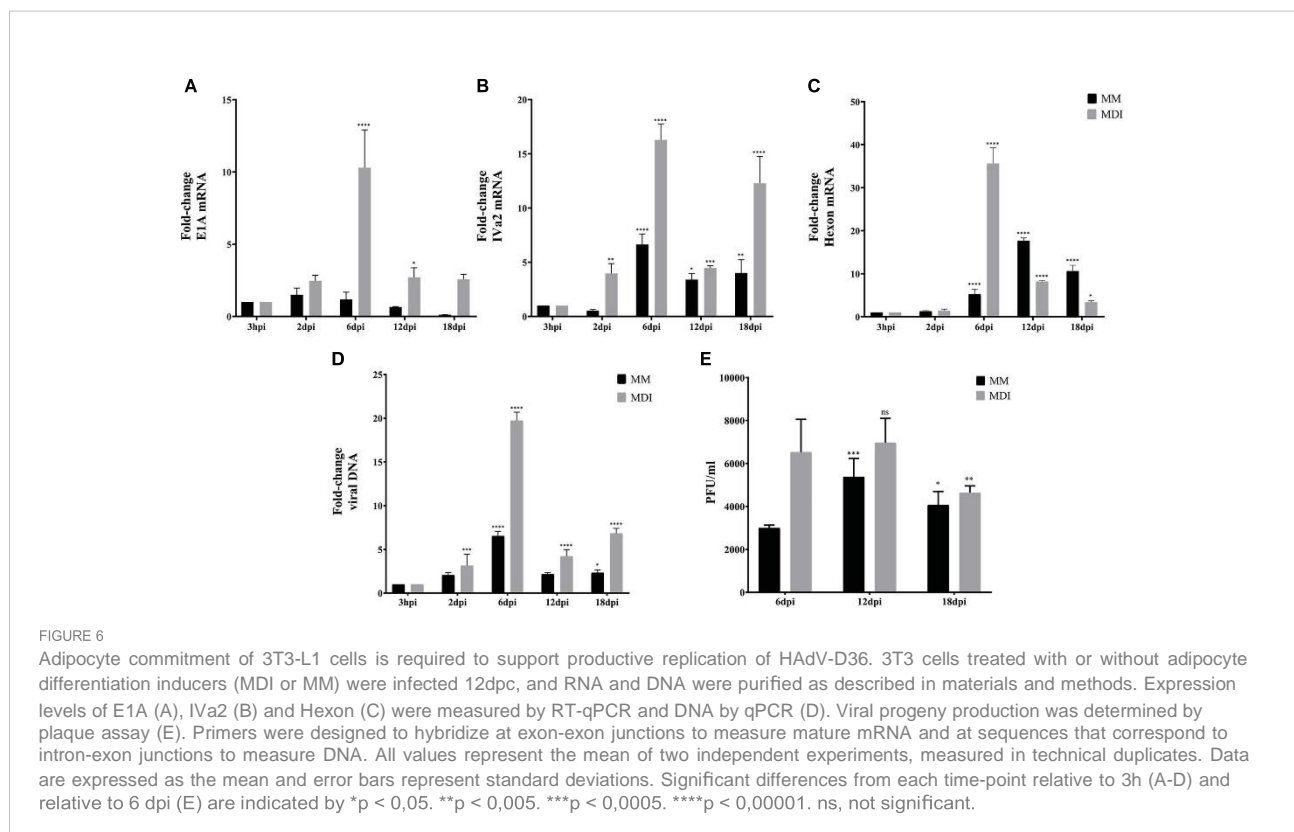 A
Fold-change
E1A mRNA
15
10
5
0
****
*
3hpi 2dpi 6dpi 12dpi 18dpi
B
Fold-change
IVa2 mRNA
20
15
10
5
0
**
****
****
*
***
**
****
3hpi 2dpi 6dpi 12dpi 18dpi
C
Fold-change
Hexon mRNA
50
40
30
20
10
0
****
****
****
****
****
*
3hpi 2dpi 6dpi 12dpi 18dpi
MM
MDI
D
Fold-change
viral DNA
25
20
15
10
5
0
***
****
****
****
*
****
3hpi 2dpi 6dpi 12dpi 18dpi
MM
MDI
E
PFU/ml
10000
8000
6000
4000
2000
0
***
ns
*
**
6dpi 12dpi 18dpi
MM
MDI
FIGURE 6
Adipocyte commitment of 3T3-L1 cells is required to support productive replication of HAdV-D36. 3T3 cells treated with or without adipocyte
differentiation inducers (MDI or MM) were infected 12dpc, and RNA and DNA were purified as described in materials and methods. Expression
levels of E1A (A), IVa2 (B) and Hexon (C) were measured by RT-qPCR and DNA by qPCR (D). Viral progeny production was determined by
plaque assay (E). Primers were designed to hybridize at exon-exon junctions to measure mature mRNA and at sequences that correspond to
intron-exon junctions to measure DNA. All values represent the mean of two independent experiments, measured in technical duplicates. Data
are expressed as the mean and error bars represent standard deviations. Significant differences from each time-point relative to 3h (A-D) and
relative to 6 dpi (E) are indicated by *p < 0,05. **p < 0,005. ***p < 0,0005. ****p < 0,00001. ns, not significant.